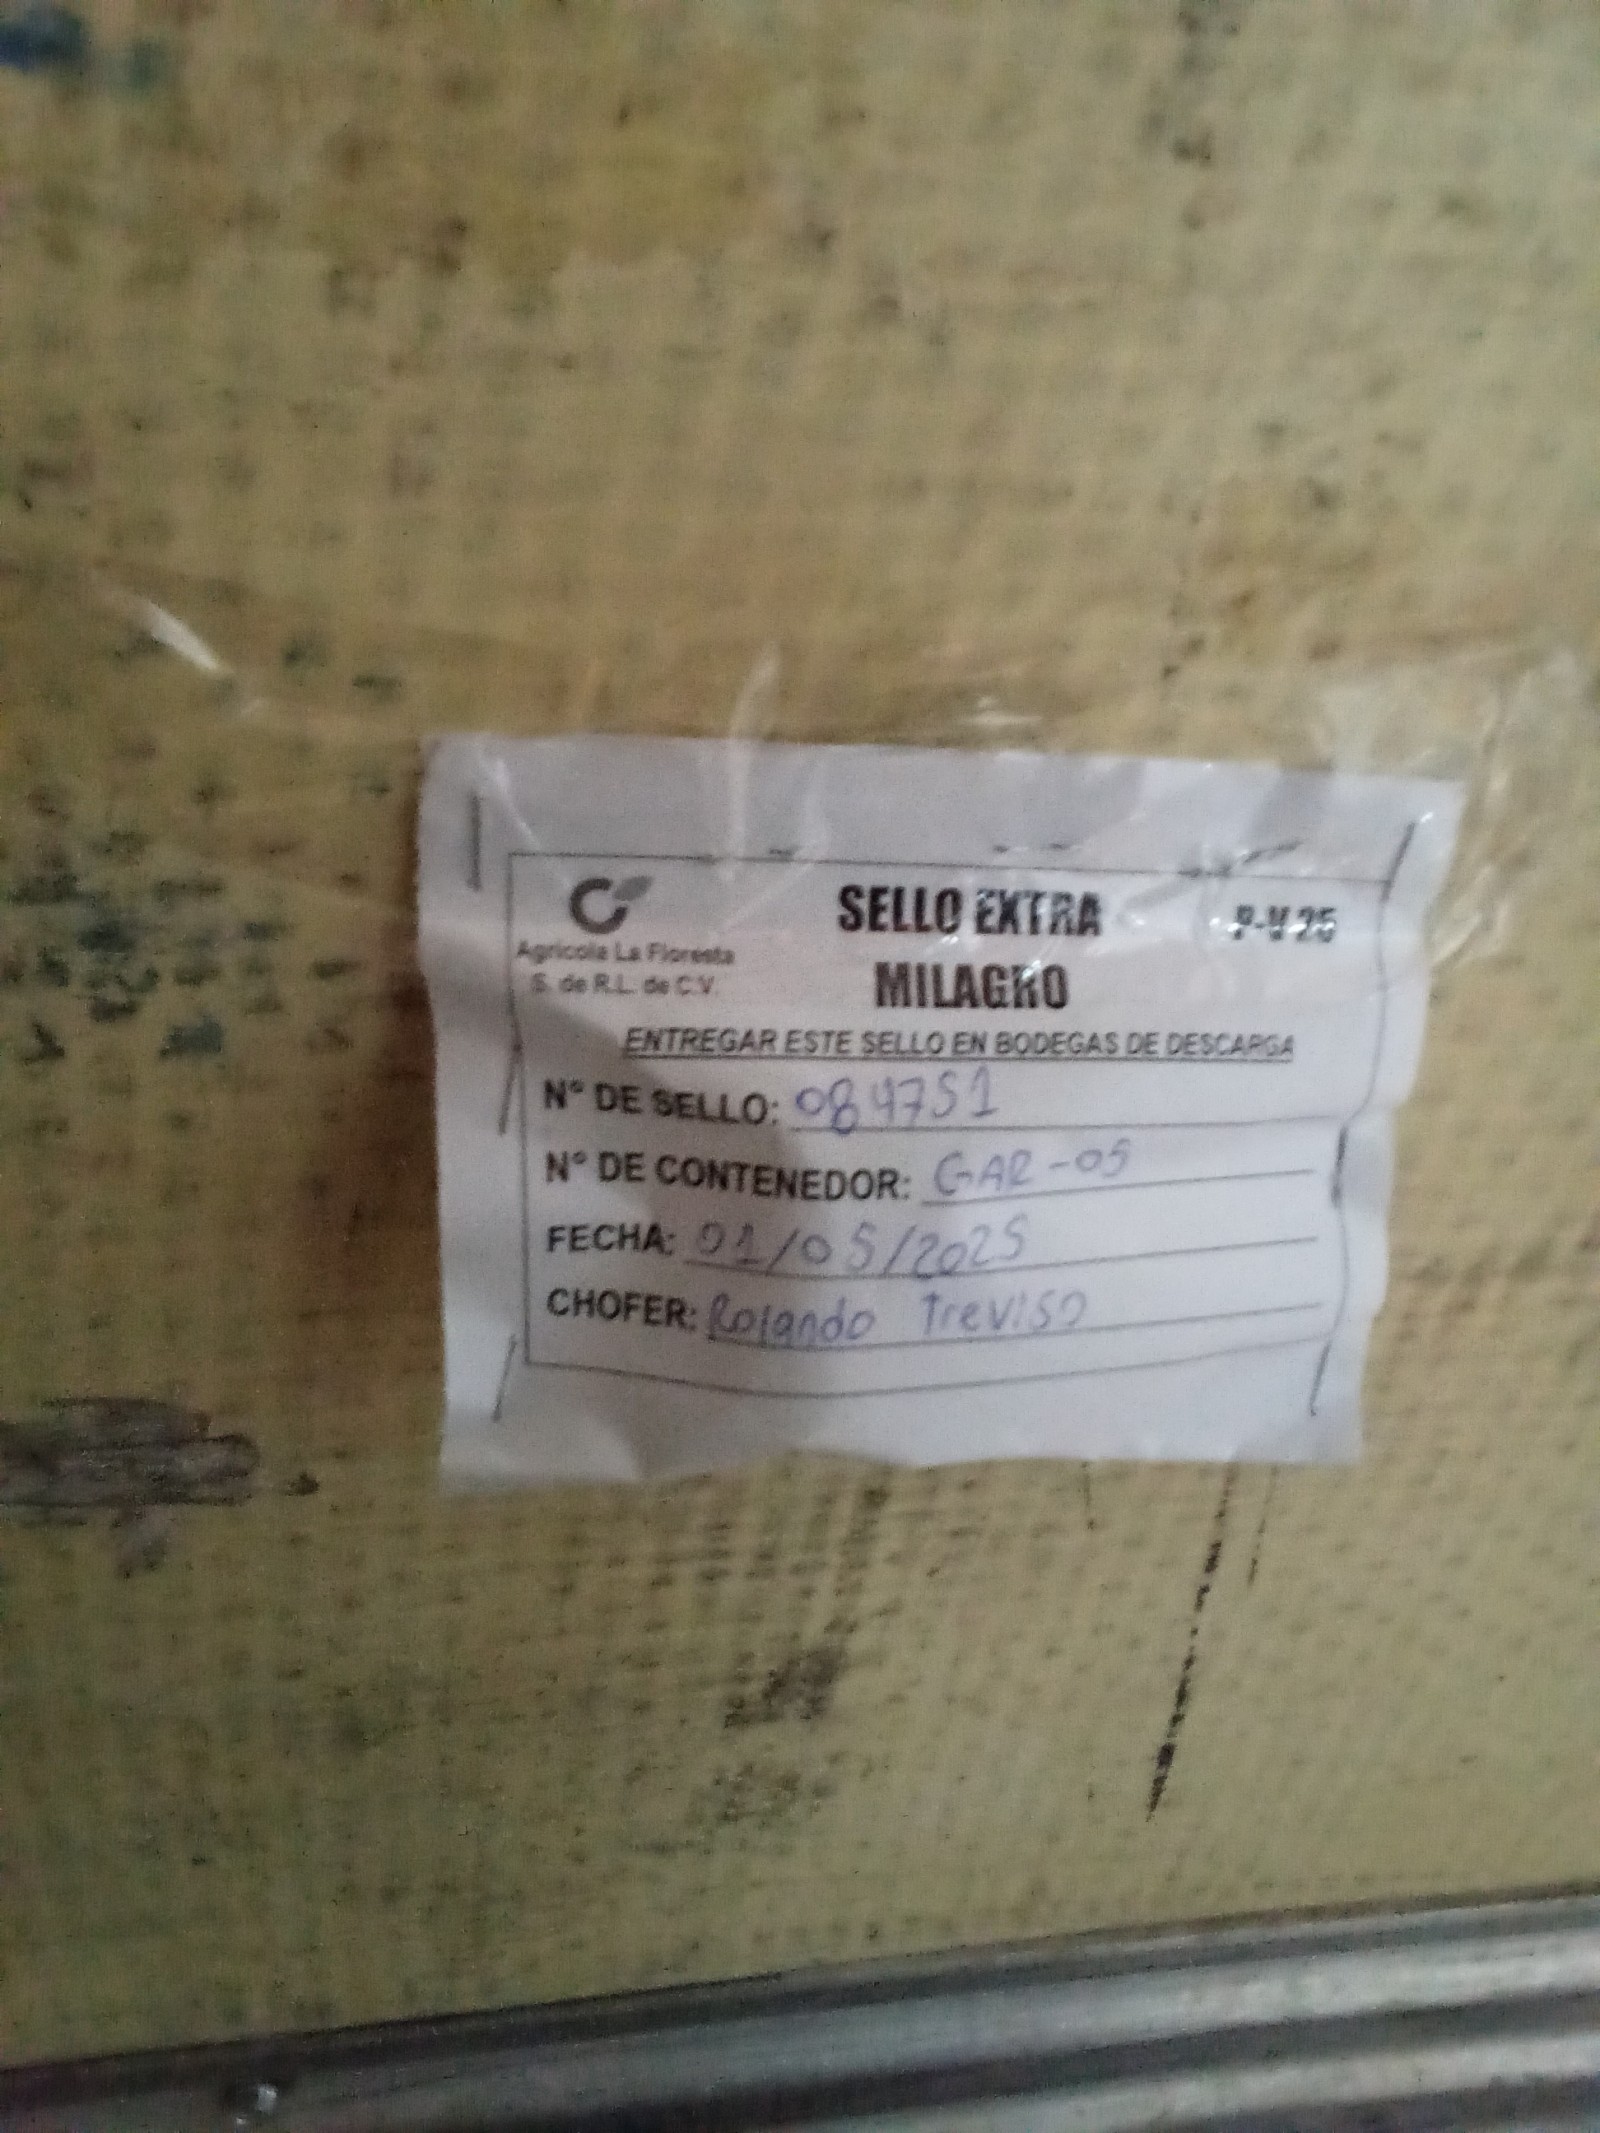 SELLO EXTRA P-V 25
Agricola La Floresta
S. de R.L. de C.V.
MILAGRO
ENTREGAR ESTE SELLO EN BODEGAS DE DESCARGA
N° DE SELLO: 084751
N° DE CONTENEDOR: GAR-05
FECHA: 01/05/2025
CHOFER: Rolando Treviso